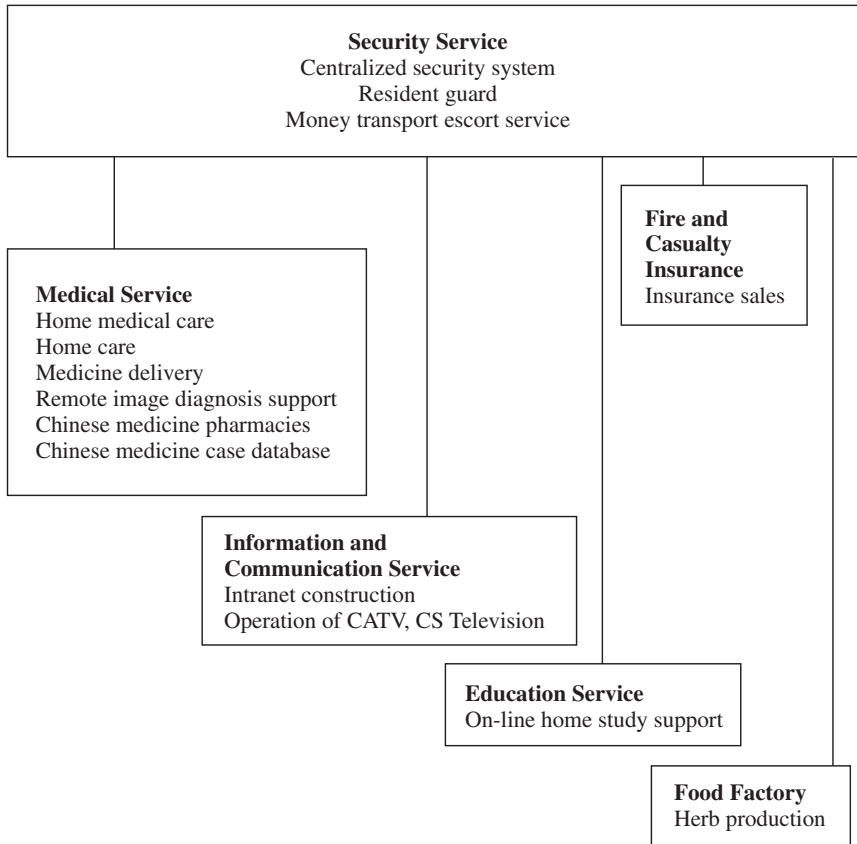 Security Service
Centralized security system
Resident guard
Money transport escort service
Fire and
Casualty
Insurance
Insurance sales
Medical Service
Home medical care
Home care
Medicine delivery
Remote image diagnosis support
Chinese medicine pharmacies
Chinese medicine case database
Information and
Communication Service
Intranet construction
Operation of CATV, CS Television
Education Service
On-line home study support
Food Factory
Herb production